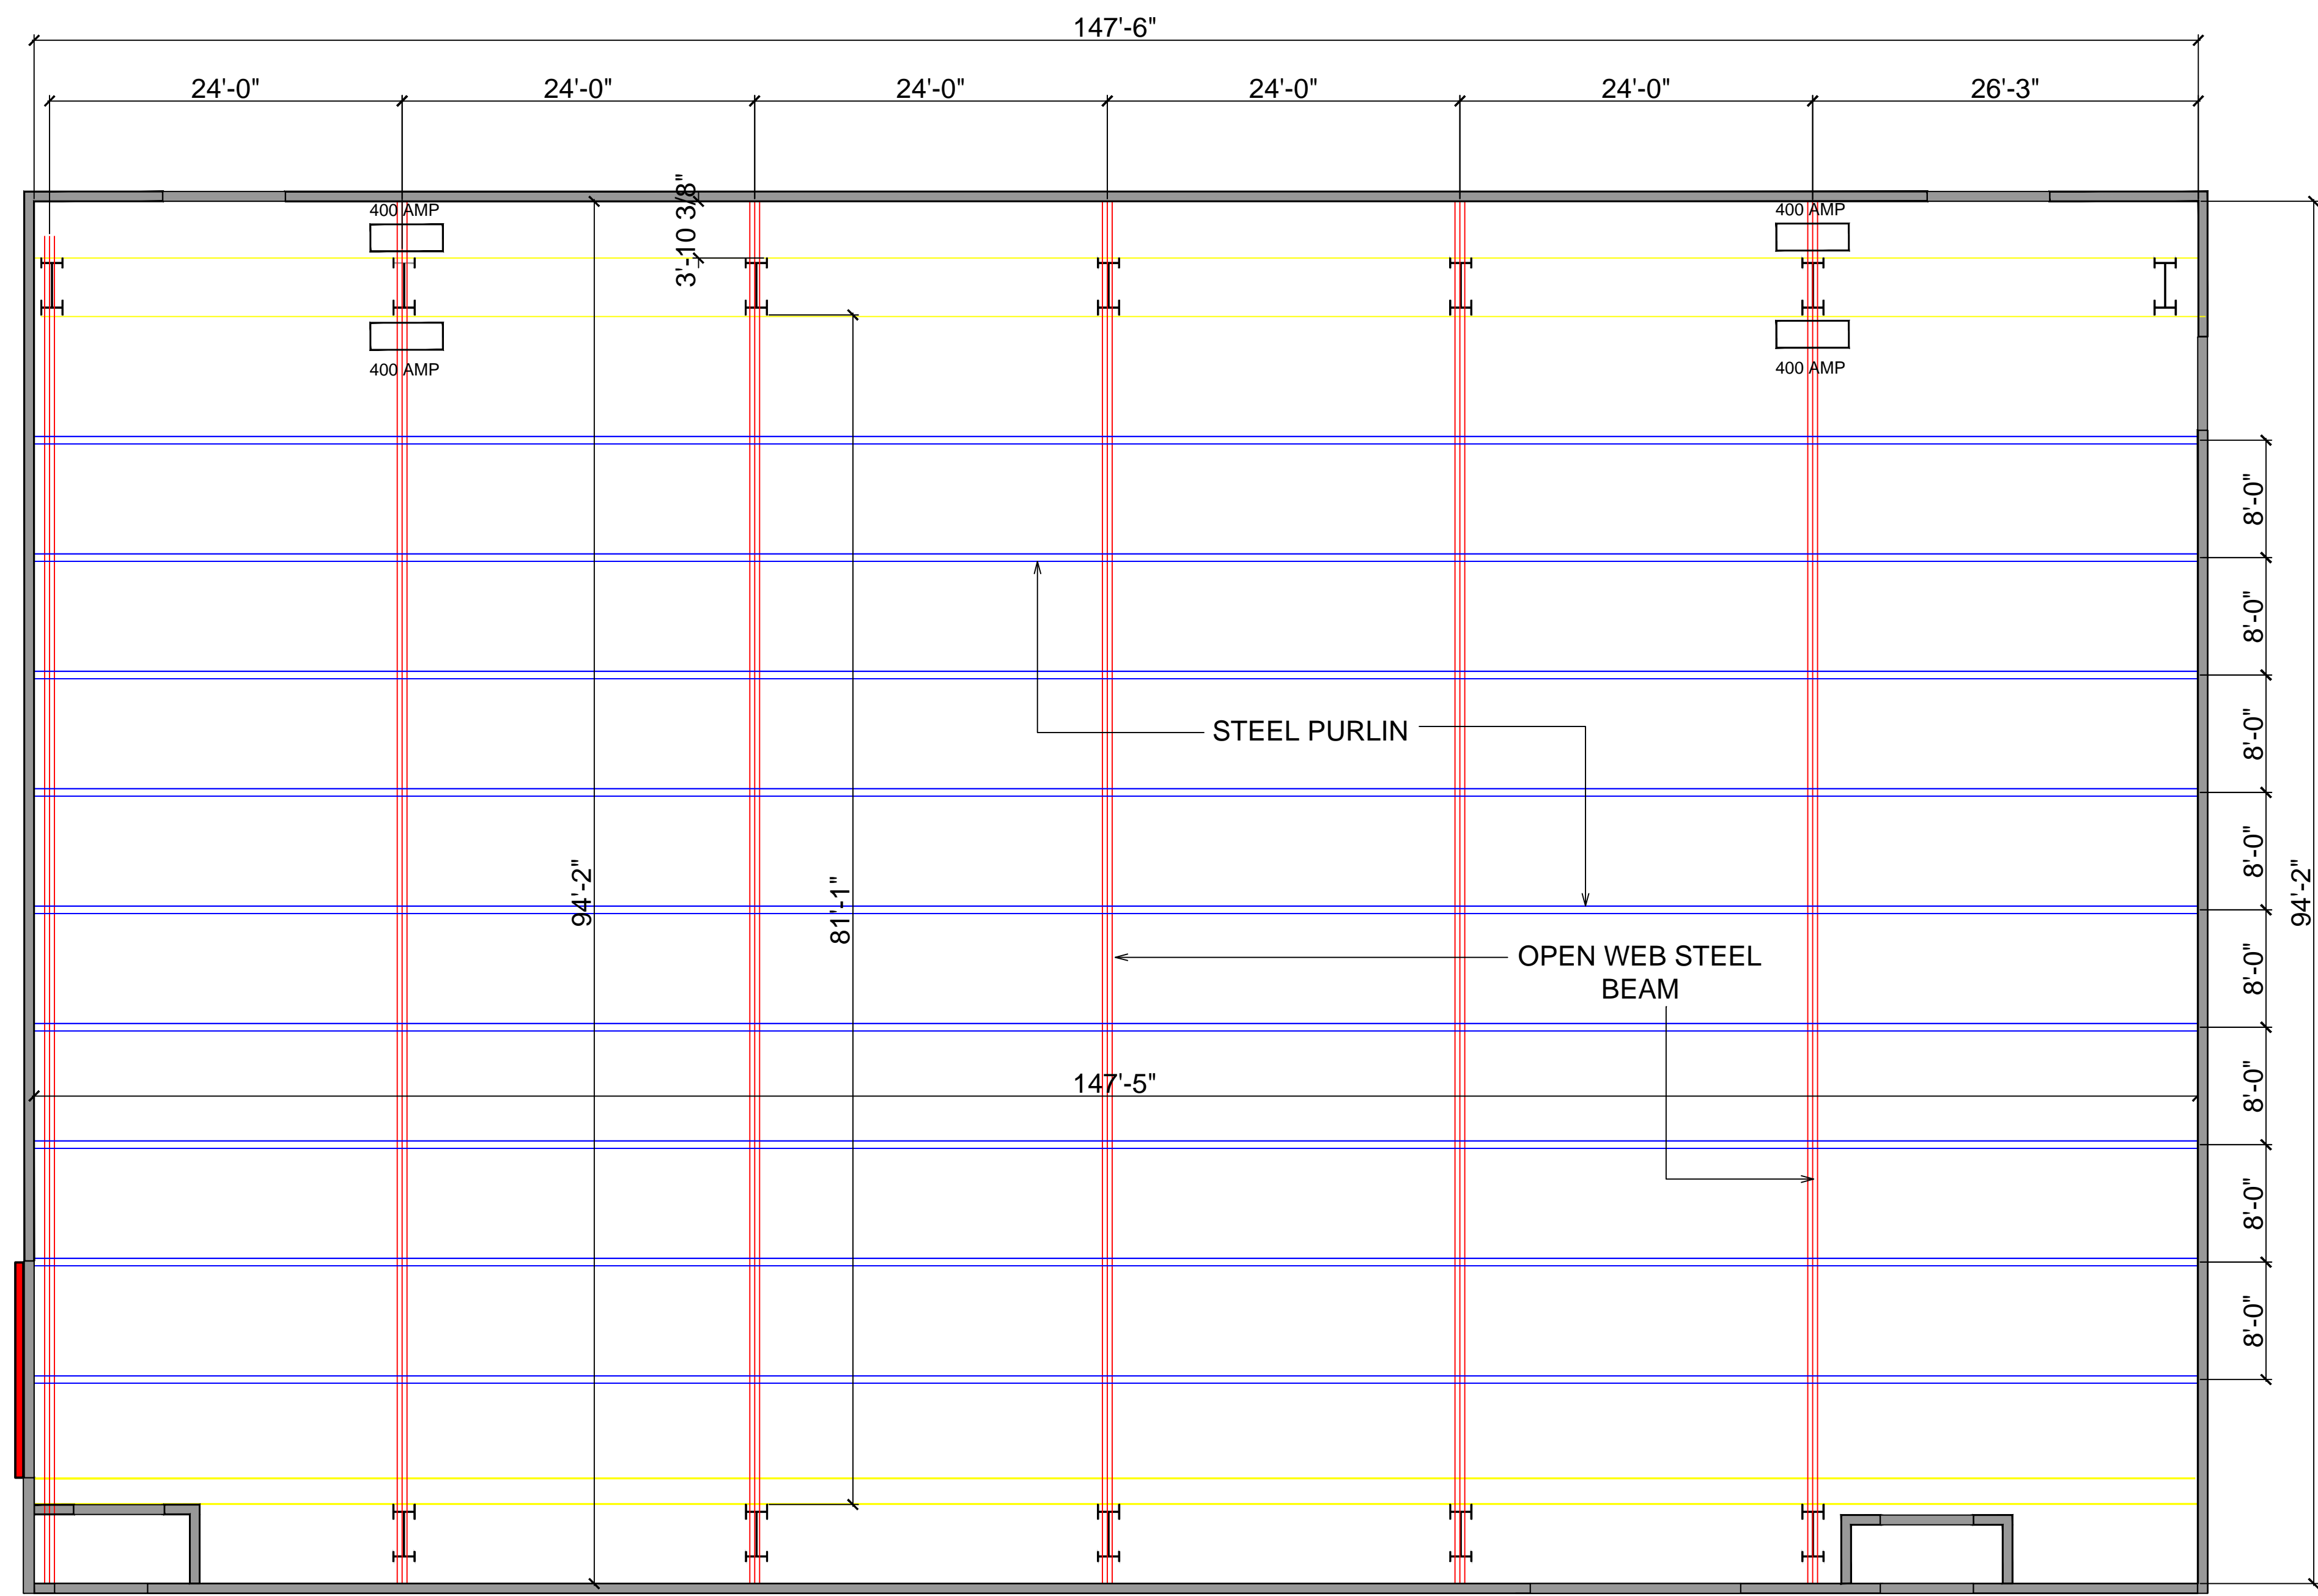 147'-6"
24'-0"
24'-0"
24'-0"
24'-0"
24'-0"
26'-3"
3'-10 3/8"
400 AMP
400 AMP
400 AMP
400 AMP
8'-0"
8'-0"
8'-0"
8'-0"
8'-0"
8'-0"
8'-0"
8'-0"
STEEL PURLIN
94'-2"
81'-1"
94'-2"
OPEN WEB STEEL
BEAM
147'-5"